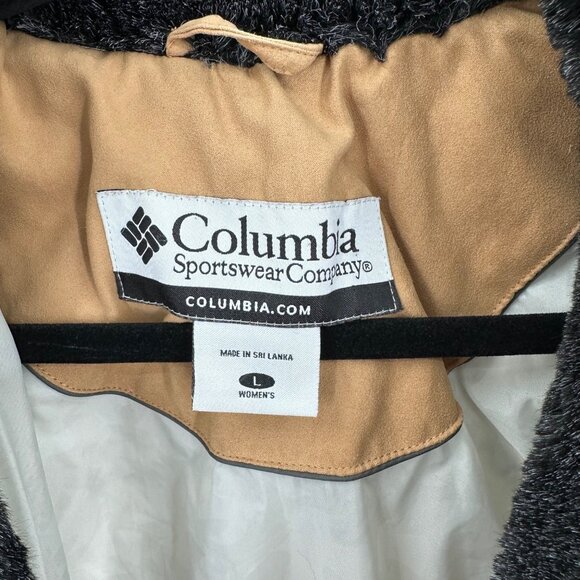 Columbia
Sportswear Company®
COLUMBIA.COM
MADE IN SRI LANKA
L
WOMEN'S